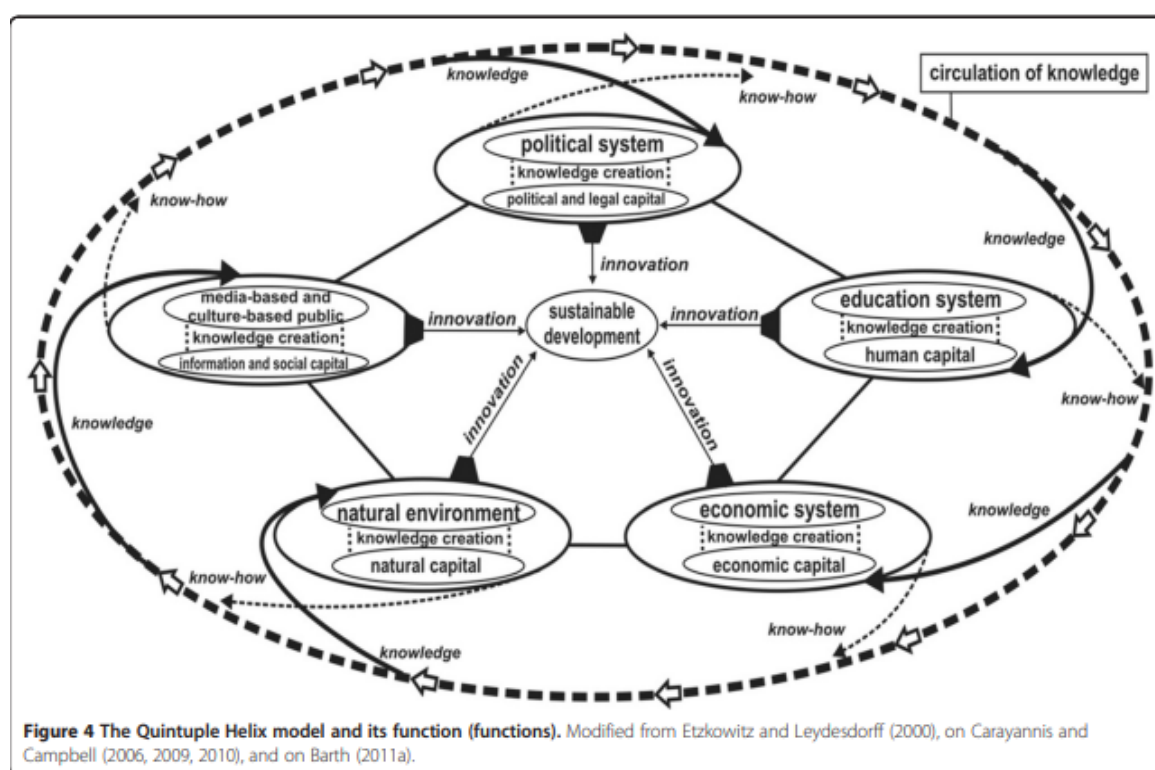 knowledge
know-how
circulation of knowledge
political system
knowledge creation
political and legal capital
know-how
knowledge
innovation
media-based and
culture-based public
knowledge creation
information and social capital
innovation
sustainable
development
innovation
education system
knowledge creation
human capital
know-how
knowledge
innovation
innovation
natural environment
knowledge creation
natural capital
economic system
knowledge creation
economic capital
knowledge
know-how
know-how
knowledge
Figure 4 The Quintuple Helix model and its function (functions). Modified from Etzkowitz and Leydesdorff (2000), on Carayannis and
Campbell (2006, 2009, 2010), and on Barth (2011a).